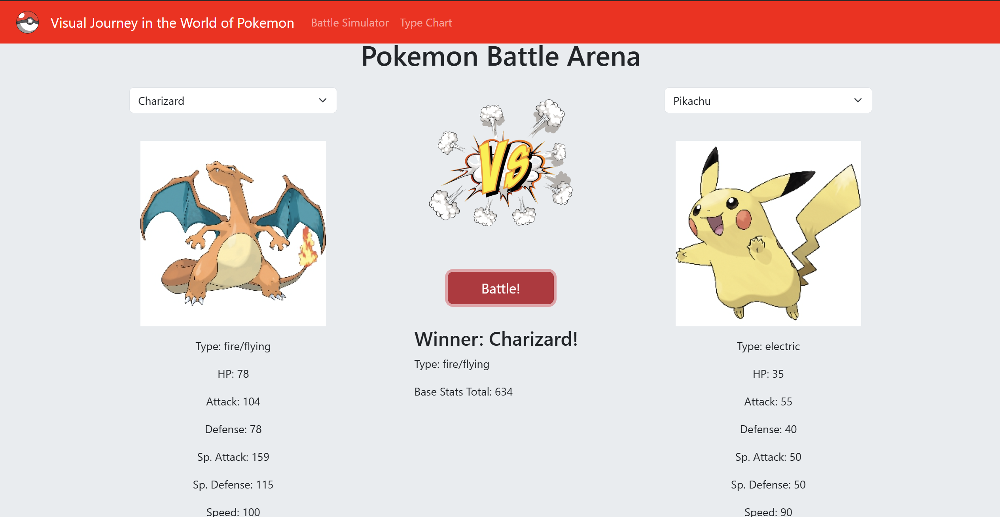 Visual Journey in the World of Pokemon
Battle Simulator
Type Chart
Pokemon Battle Arena
Charizard
Type: fire/flying
HP: 78
Attack: 104
Defense: 78
Sp. Attack: 159
Sp. Defense: 115
Speed: 100
VS
Battle!
Winner: Charizard!
Type: fire/flying
Base Stats Total: 634
Pikachu
Type: electric
HP: 35
Attack: 55
Defense: 40
Sp. Attack: 50
Sp. Defense: 50
Speed: 90